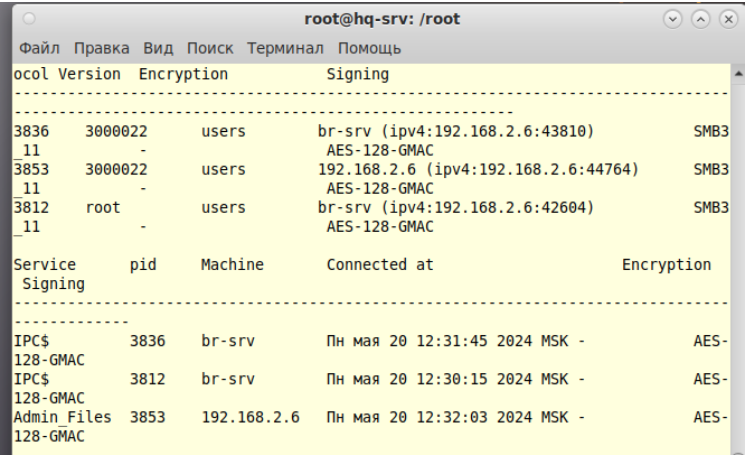 root@hq-srv: /root
Файл Правка Вид Поиск Терминал Помощь
ocol Version  Encryption           Signing
--------------------------------------------------------------------------------
--------------------------------------------------------
3836    3000022      users        br-srv (ipv4:192.168.2.6:43810)           SMB3
_11           -                    AES-128-GMAC
3853    3000022      users        192.168.2.6 (ipv4:192.168.2.6:44764)      SMB3
_11           -                    AES-128-GMAC
3812    root         users        br-srv (ipv4:192.168.2.6:42604)           SMB3
_11           -                    AES-128-GMAC
Service      pid     Machine       Connected at                     Encryption
 Signing
--------------------------------------------------------------------------------
-------------
IPC$         3836    br-srv        Пн мая 20 12:31:45 2024 MSK -            AES-
128-GMAC
IPC$         3812    br-srv        Пн мая 20 12:30:15 2024 MSK -            AES-
128-GMAC
Admin_Files  3853    192.168.2.6   Пн мая 20 12:32:03 2024 MSK -            AES-
128-GMAC